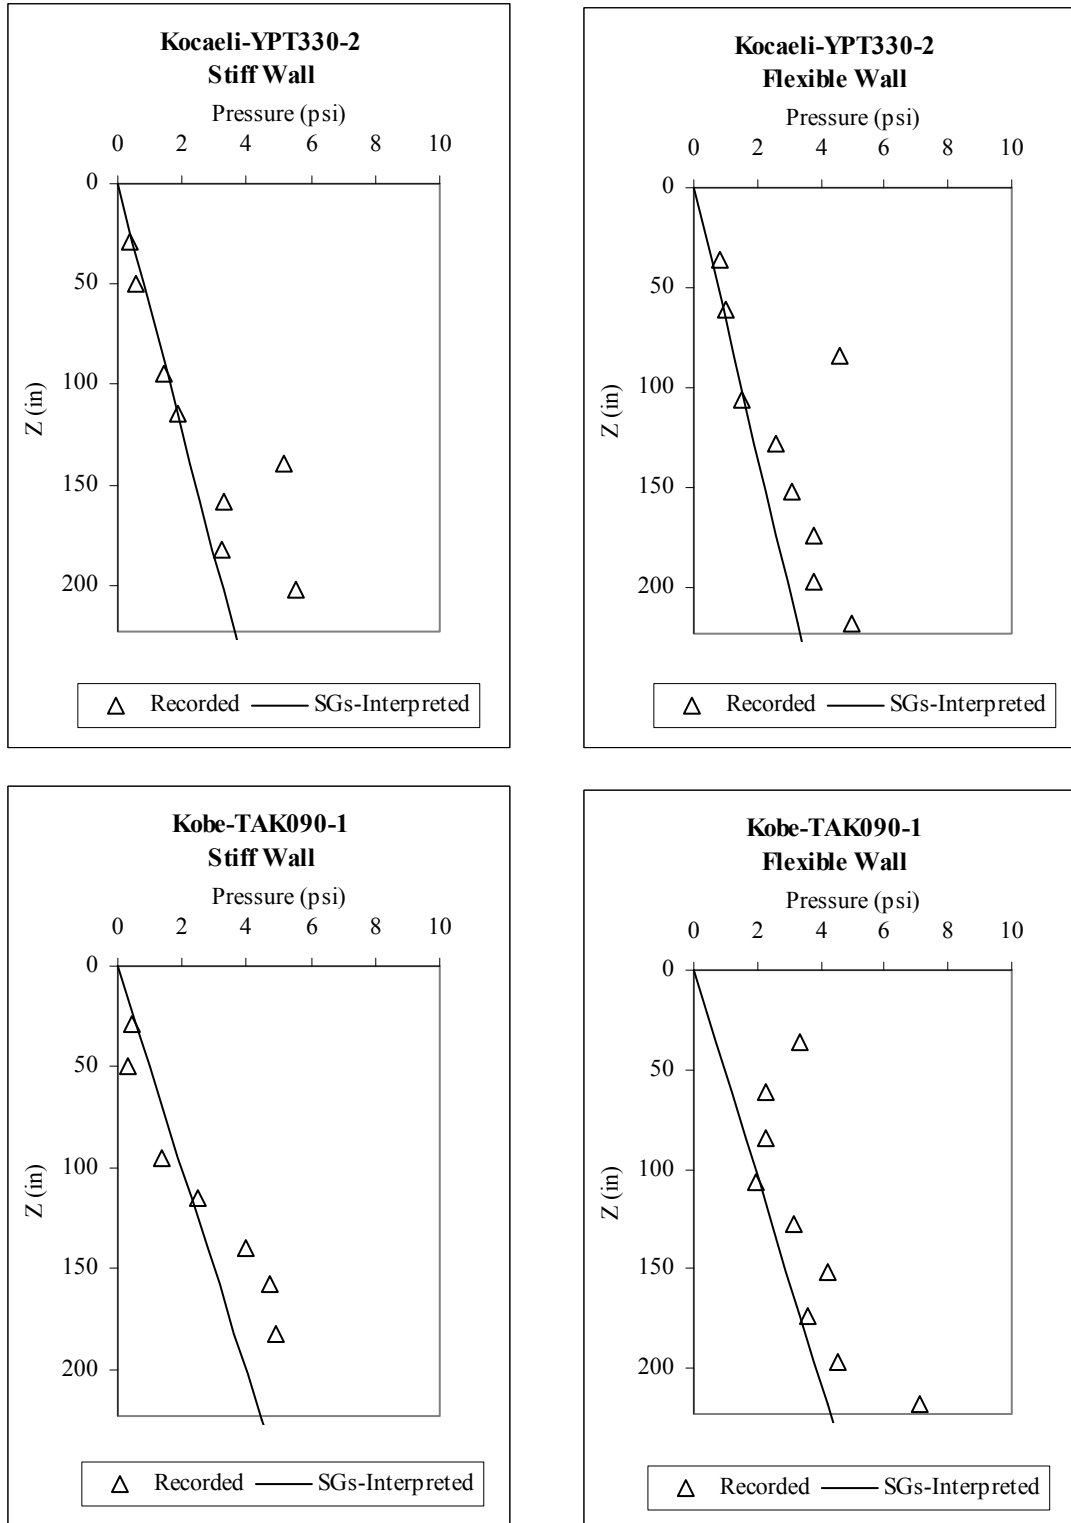 Kocaeli-YPT330-2
Stiff Wall
Pressure (psi)
0 2 4 6 8 10
0
50
100
150
200
Z (in)
Recorded SGs-Interpreted
Kocaeli-YPT330-2
Flexible Wall
Pressure (psi)
0 2 4 6 8 10
0
50
100
150
200
Z (in)
Recorded SGs-Interpreted
Kobe-TAK090-1
Stiff Wall
Pressure (psi)
0 2 4 6 8 10
0
50
100
150
200
Z (in)
Recorded SGs-Interpreted
Kobe-TAK090-1
Flexible Wall
Pressure (psi)
0 2 4 6 8 10
0
50
100
150
200
Z (in)
Recorded SGs-Interpreted